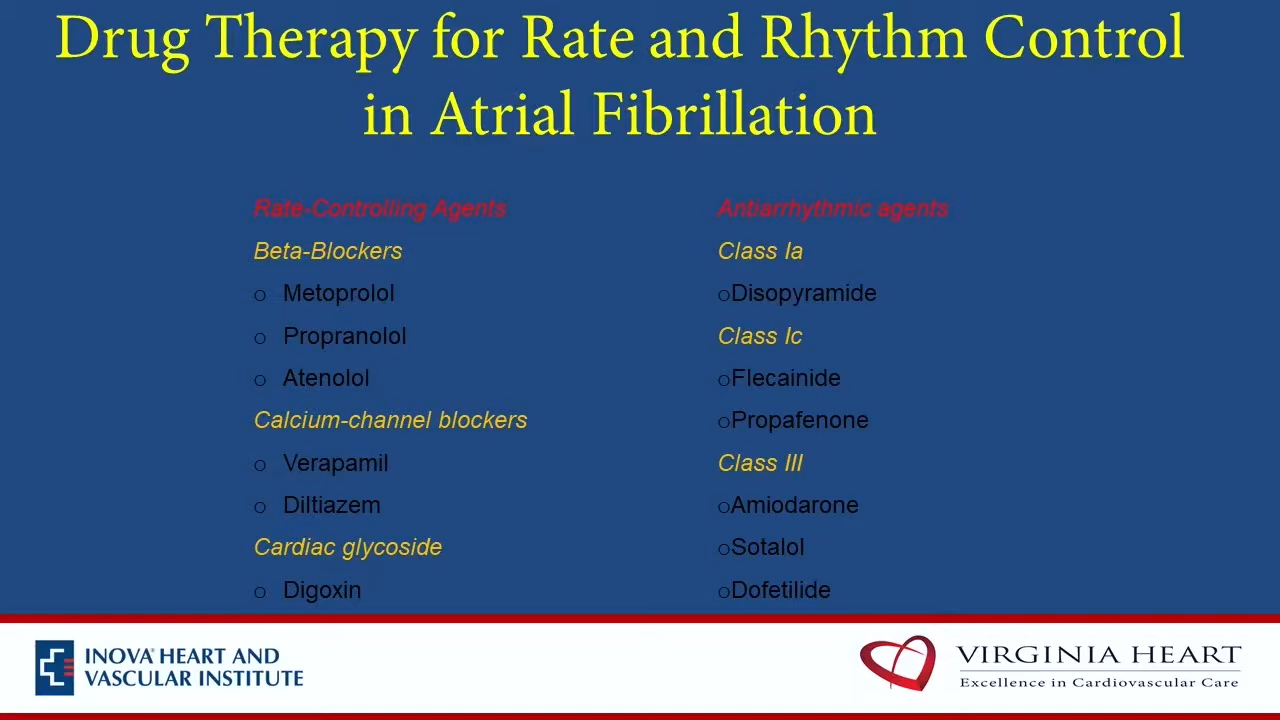 Drug Therapy for Rate and Rhythm Control
in Atrial Fibrillation
Rate-Controlling Agents
Beta-Blockers
o Metoprolol
o Propranolol
o Atenolol
Calcium-channel blockers
o Verapamil
o Diltiazem
Cardiac glycoside
o Digoxin
Antiarrhythmic agents
Class Ia
oDisopyramide
Class Ic
oFlecainide
oPropafenone
Class III
oAmiodarone
oSotalol
oDofetilide
INOVA® HEART AND
VASCULAR INSTITUTE
VIRGINIA HEART
Excellence in Cardiovascular Care